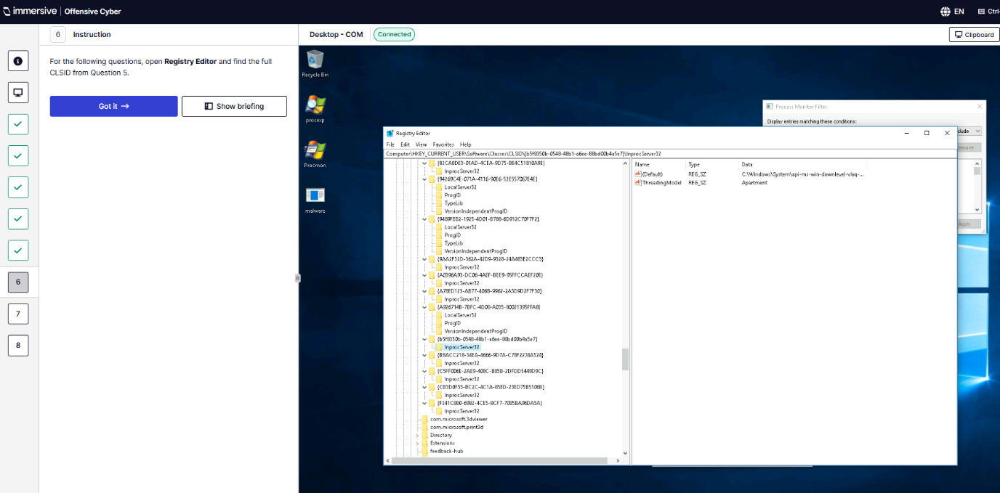 immersive | Offensive Cyber
EN
Ctrl-
6 Instruction
Desktop - COM
Connected
Clipboard
For the following questions, open Registry Editor and find the full
CLSID from Question 5.
Got it →
Show briefing
6
7
8
Recycle Bin
procexp
Procmon
malware
Process Monitor Filter
Display entries matching these conditions:
clude
emove
Apply
Registry Editor
File Edit View Favorites Help
Computer\HKEY_CURRENT_USER\Software\Classes\CLSID\{b5f8350b-0548-48b1-a6ee-88bd00b4a5e7}\InprocServer32
{82CA8DE3-01AD-4CEA-9D75-BE4C51810A9E}
InprocServer32
{94269C4E-071A-4116-90E6-52E557067E4E}
LocalServer32
ProgID
TypeLib
VersionIndependentProgID
{9489FEB2-1925-4D01-B788-6D912C70F7F2}
LocalServer32
ProgID
TypeLib
VersionIndependentProgID
{9AA2F32D-362A-42D9-9328-24A483E2CCC3}
InprocServer32
{A0396A93-DC06-4AEF-BEE9-95FFCCAEF20E}
InprocServer32
{A78ED123-AB77-406B-9962-2A5D9D2F7F30}
InprocServer32
{A926714B-7BFC-4D08-A035-80021395FFA8}
LocalServer32
ProgID
VersionIndependentProgID
{b5f8350b-0548-48b1-a6ee-88bd00b4a5e7}
InprocServer32
{BBACC218-34EA-4666-9D7A-C78F2274A524}
InprocServer32
{C5FF006E-2AE9-408C-B85B-2DFDD5449D9C}
InprocServer32
{CB3D0F55-BC2C-4C1A-85ED-23ED75B5106B}
InprocServer32
{F241C880-6982-4CE5-8CF7-7085BA96DA5A}
InprocServer32
com.microsoft.3dviewer
com.microsoft.print3d
Directory
Extensions
feedback-hub
Name Type Data
(Default) REG_SZ C:\Windows\System\api-ms-win-downlevel-vlaq-...
ThreadingModel REG_SZ Apartment